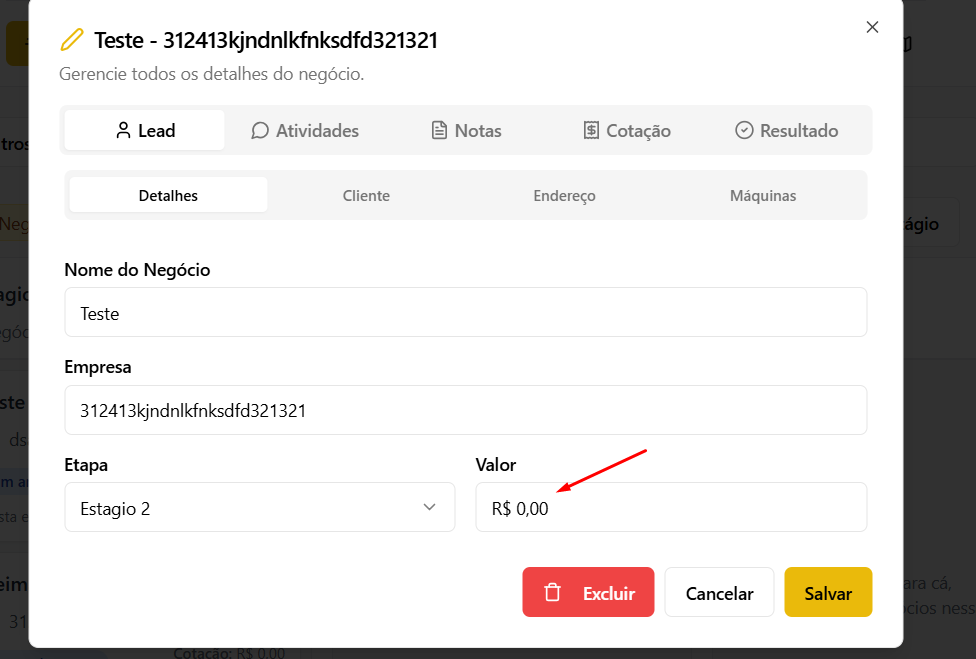 Teste - 312413kjndnlkfnksdfd321321
Gerencie todos os detalhes do negócio.
Lead Atividades Notas Cotação Resultado
Detalhes Cliente Endereço Máquinas
Nome do Negócio
Teste
Empresa
312413kjndnlkfnksdfd321321
Etapa Valor
Estagio 2 R$ 0,00
Excluir Cancelar Salvar
tros
Neg
ágio
agio
egóc
ste
ds
m ar
sta e
eim
31
ara cá,
ócios ness
Cotação: R$ 0,00